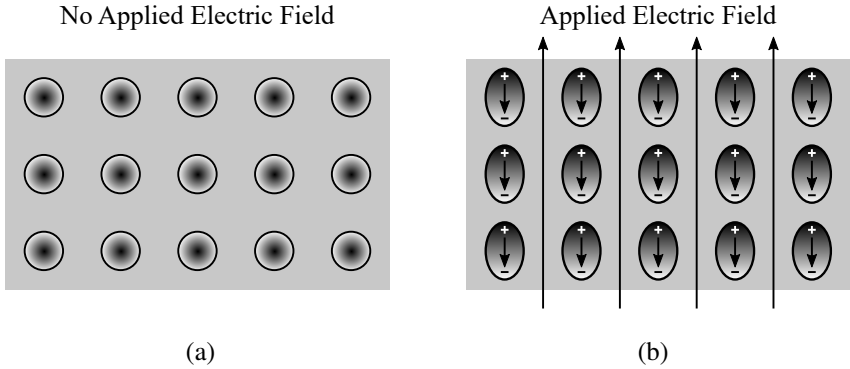 No Applied Electric Field
Applied Electric Field
+ + + + +
− − − − −
+ + + + +
− − − − −
+ + + + +
− − − − −
(a)
(b)